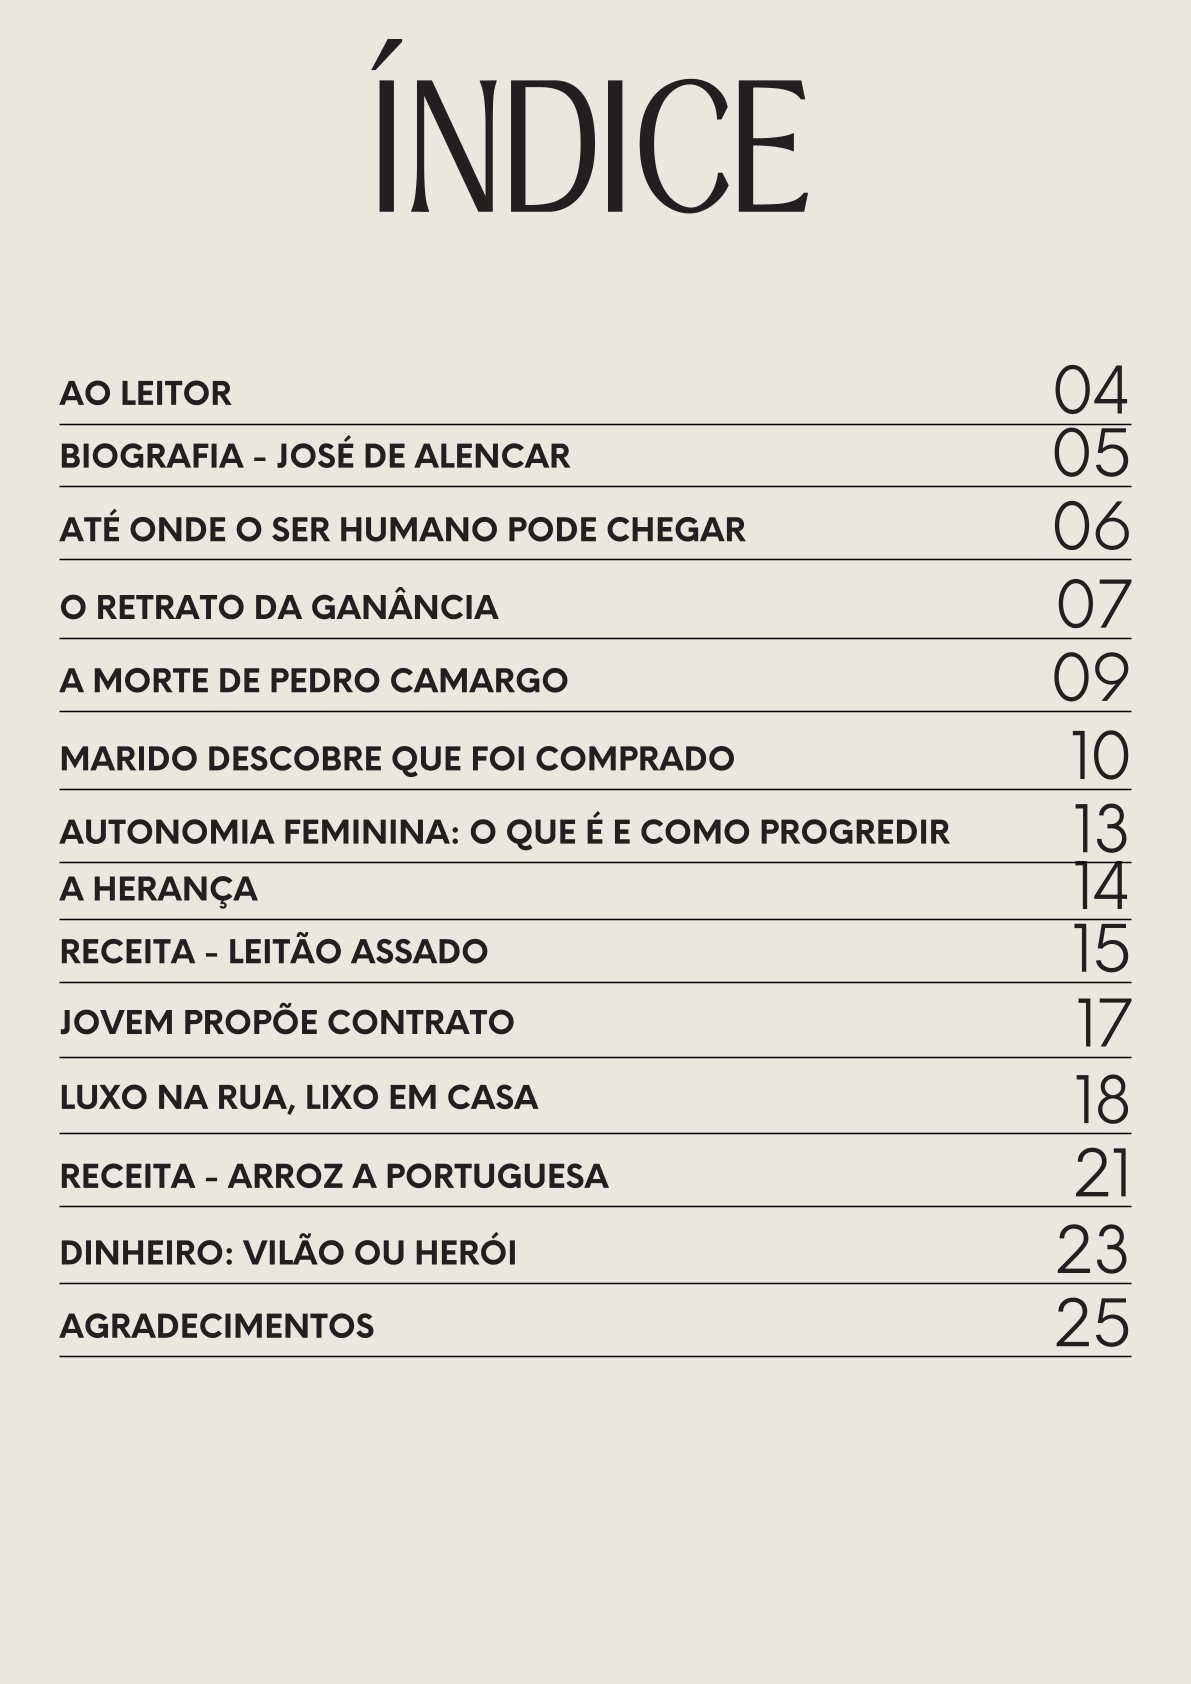 ÍNDICE
AO LEITOR 04
BIOGRAFIA - JOSÉ DE ALENCAR 05
ATÉ ONDE O SER HUMANO PODE CHEGAR 06
O RETRATO DA GANÂNCIA 07
A MORTE DE PEDRO CAMARGO 09
MARIDO DESCOBRE QUE FOI COMPRADO 10
AUTONOMIA FEMININA: O QUE É E COMO PROGREDIR 13
A HERANÇA 14
RECEITA - LEITÃO ASSADO 15
JOVEM PROPÕE CONTRATO 17
LUXO NA RUA, LIXO EM CASA 18
RECEITA - ARROZ A PORTUGUESA 21
DINHEIRO: VILÃO OU HERÓI 23
AGRADECIMENTOS 25